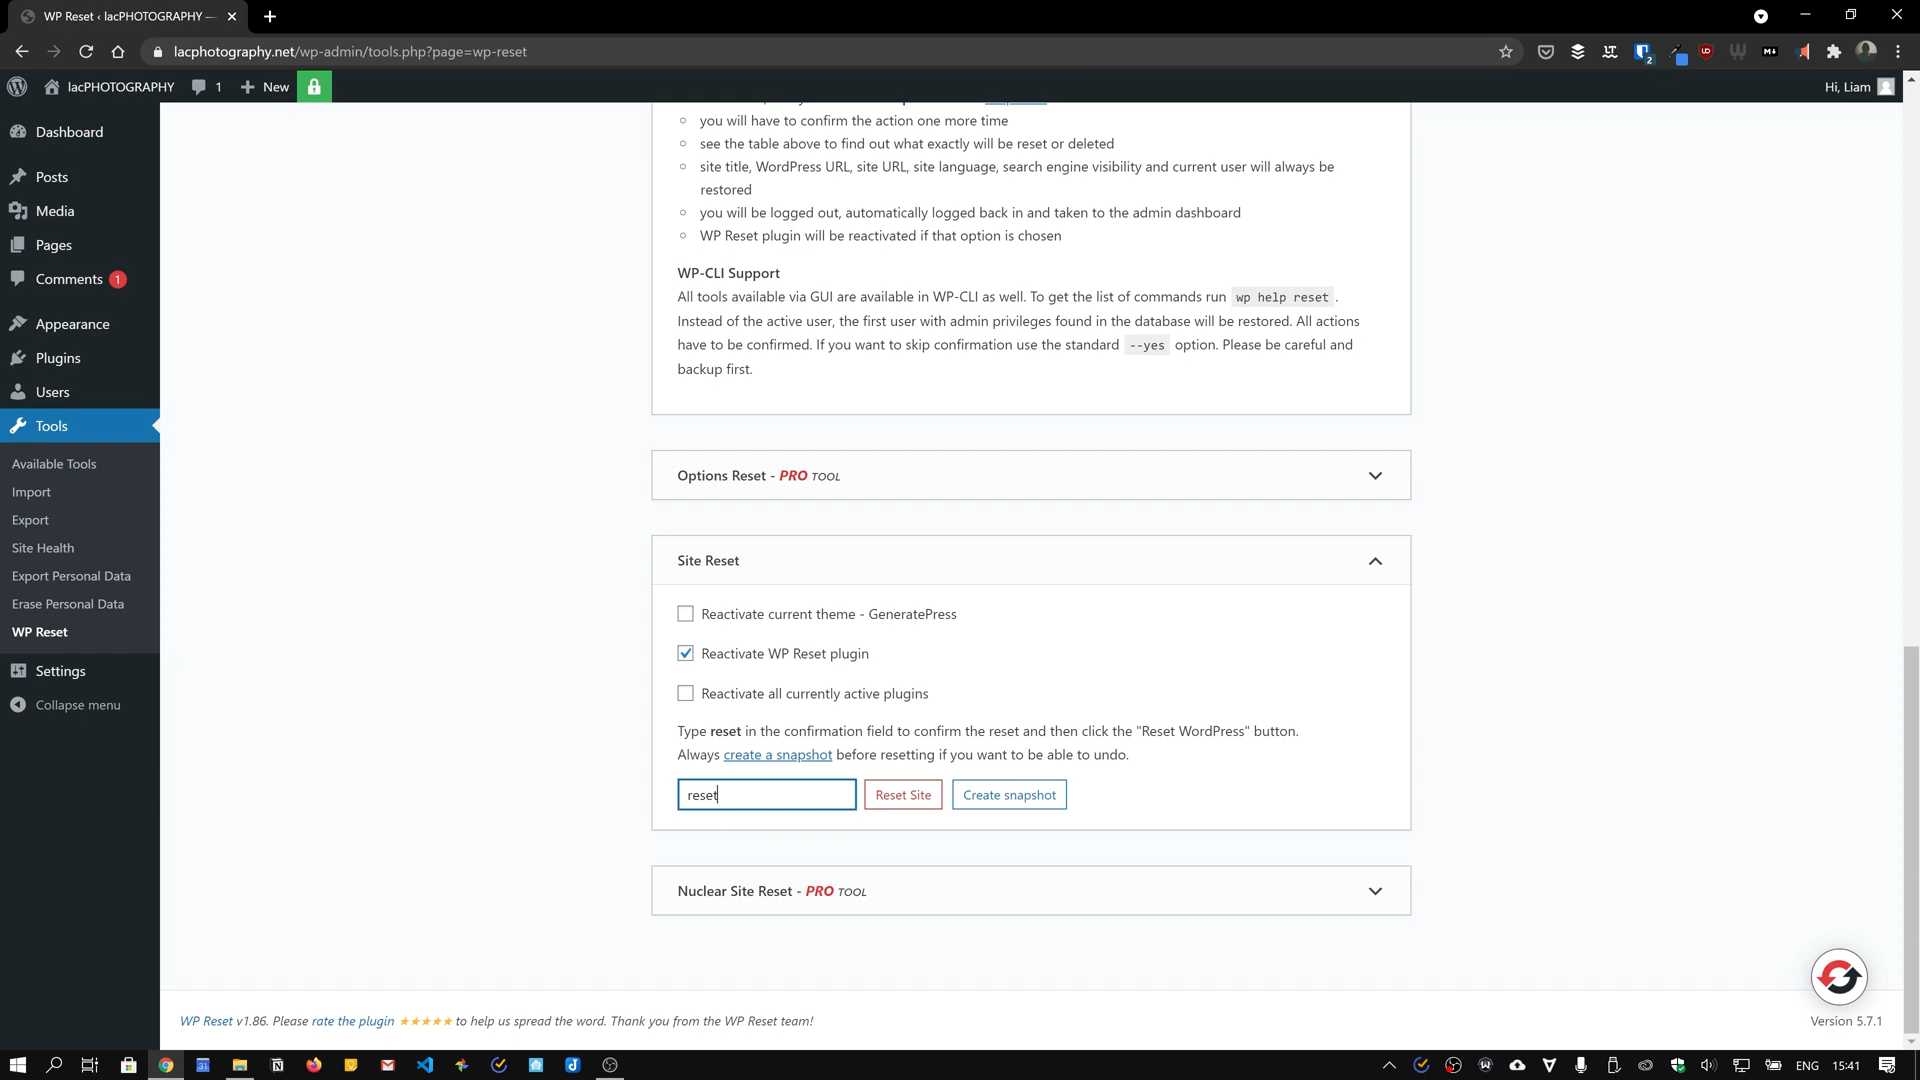 WP Reset ‹ lacPHOTOGRAPHY —
lacphotography.net/wp-admin/tools.php?page=wp-reset
2
lacPHOTOGRAPHY
1
New
Hi, Liam
Dashboard
Posts
Media
Pages
Comments 1
Appearance
Plugins
Users
Tools
Available Tools
Import
Export
Site Health
Export Personal Data
Erase Personal Data
WP Reset
Settings
Collapse menu
you will have to confirm the action one more time
see the table above to find out what exactly will be reset or deleted
site title, WordPress URL, site URL, site language, search engine visibility and current user will always be
restored
you will be logged out, automatically logged back in and taken to the admin dashboard
WP Reset plugin will be reactivated if that option is chosen
WP-CLI Support
All tools available via GUI are available in WP-CLI as well. To get the list of commands run wp help reset .
Instead of the active user, the first user with admin privileges found in the database will be restored. All actions
have to be confirmed. If you want to skip confirmation use the standard --yes option. Please be careful and
backup first.
Options Reset - PRO TOOL
Site Reset
Reactivate current theme - GeneratePress
Reactivate WP Reset plugin
Reactivate all currently active plugins
Type reset in the confirmation field to confirm the reset and then click the "Reset WordPress" button.
Always create a snapshot before resetting if you want to be able to undo.
reset
Reset Site
Create snapshot
Nuclear Site Reset - PRO TOOL
WP Reset v1.86. Please rate the plugin ★★★★★ to help us spread the word. Thank you from the WP Reset team!
Version 5.7.1
ENG
15:41